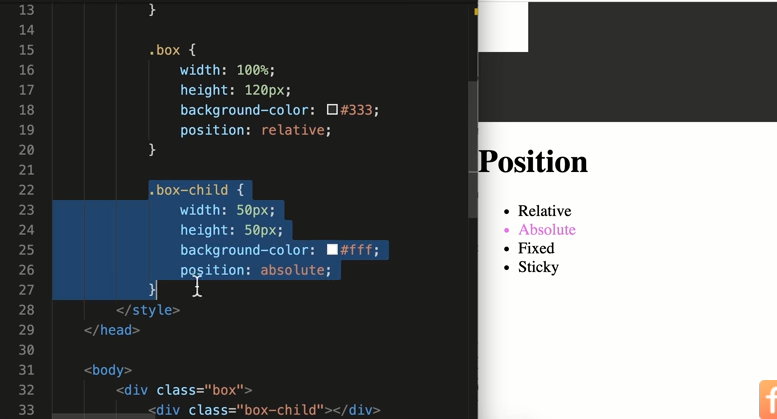 13 }
14
15 .box {
16 width: 100%;
17 height: 120px;
18 background-color: #333;
19 position: relative;
20 }
21
22 .box-child {
23 width: 50px;
24 height: 50px;
25 background-color: #fff;
26 position: absolute;
27 }
28 </style>
29 </head>
30
31 <body>
32 <div class="box">
33 <div class="box-child"></div>
Position
• Relative
• Absolute
• Fixed
• Sticky